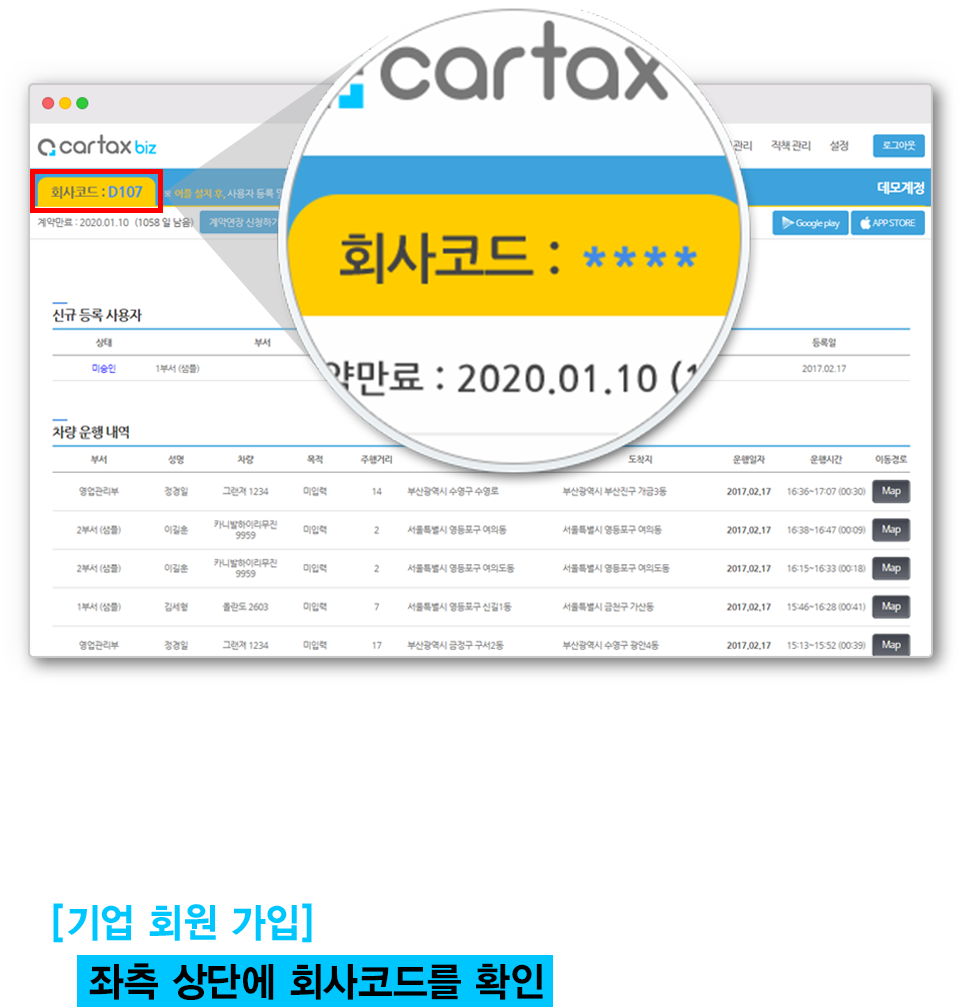 cartax
cartax biz
관리 직책관리 설정 로그아웃
회사코드 : D107
어플 설치 후, 사용자 등록 및
데모계정
회사코드 : ****
계약만료 : 2020.01.10 (1058 일 남음) 계약연장 신청하기
Google play APP STORE
약만료 : 2020.01.10 (1
신규 등록 사용자
상태 부서 등록일
미승인 1부서 (샘플) 2017.02.17
차량 운행 내역
부서 성명 차량 목적 주행거리 도착지 운행일자 운행시간 이동경로
영업관리부 정경일 그런져 1234 미입력 14 부산광역시 수영구 수영로 부산광역시 부산진구 가금3동 2017.02.17 16:36~17:07 (00:30) Map
2부서 (샘플) 이길훈 카니발하이리무진 9959 미입력 2 서울특별시 영등포구 여의동 서울특별시 영등포구 여의동 2017.02.17 16:38~16:47 (00:09) Map
2부서 (샘플) 이길훈 카니발하이리무진 9959 미입력 2 서울특별시 영등포구 여의도동 서울특별시 영등포구 여의도동 2017.02.17 16:15~16:33 (00:18) Map
1부서 (샘플) 김세형 졸란도 2603 미입력 7 서울특별시 영등포구 신길1동 서울특별시 금천구 가산동 2017.02.17 15:46~16:28 (00:41) Map
영업관리부 정경일 그런져 1234 미입력 17 부산광역시 금정구 구서2동 부산광역시 수영구 광안4동 2017.02.17 15:13~15:52 (00:39) Map
[기업 회원 가입]
좌측 상단에 회사코드를 확인